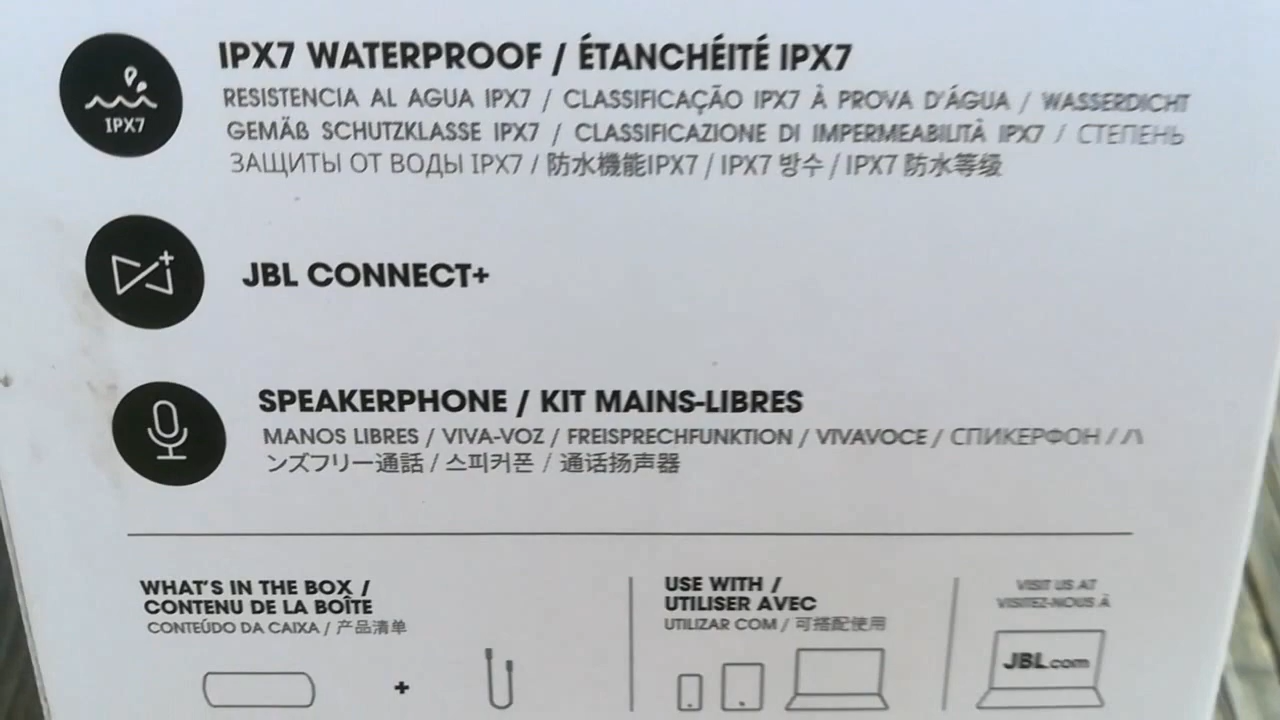 IPX7 WATERPROOF / ÉTANCHÉITÉ IPX7
RESISTENCIA AL AGUA IPX7 / CLASSIFICAÇÃO IPX7 À PROVA D'ÁGUA / WASSERDICHT
GEMÄß SCHUTZKLASSE IPX7 / CLASSIFICAZIONE DI IMPERMEABILITÀ IPX7 / СТЕПЕНЬ
ЗАЩИТЫ ОТ ВОДЫ IPX7 / 防水機能IPX7 / IPX7 방수 / IPX7 防水等级
IPX7
JBL CONNECT+
SPEAKERPHONE / KIT MAINS-LIBRES
MANOS LIBRES / VIVA-VOZ / FREISPRECHFUNKTION / VIVAVOCE / СПИКЕРФОН / ハ
ンズフリー通話 / 스피커폰 / 通话扬声器
WHAT'S IN THE BOX /
CONTENU DE LA BOÎTE
CONTEÚDO DA CAIXA / 产品清单
+
USE WITH /
UTILISER AVEC
UTILIZAR COM / 可搭配使用
VISIT US AT
VISITEZ-NOUS À
JBL.com